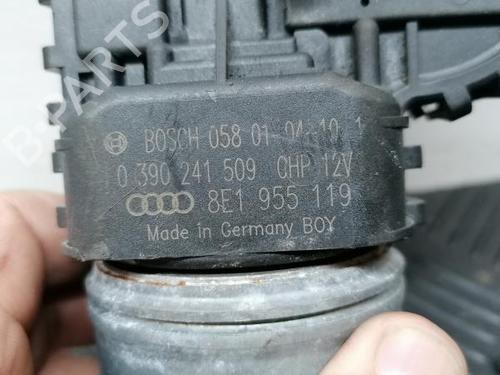 BOSCH 058 01-04-10 1
0 390 241 509 CHP 12V
8E1 955 119
Made in Germany BOY
B-Parts